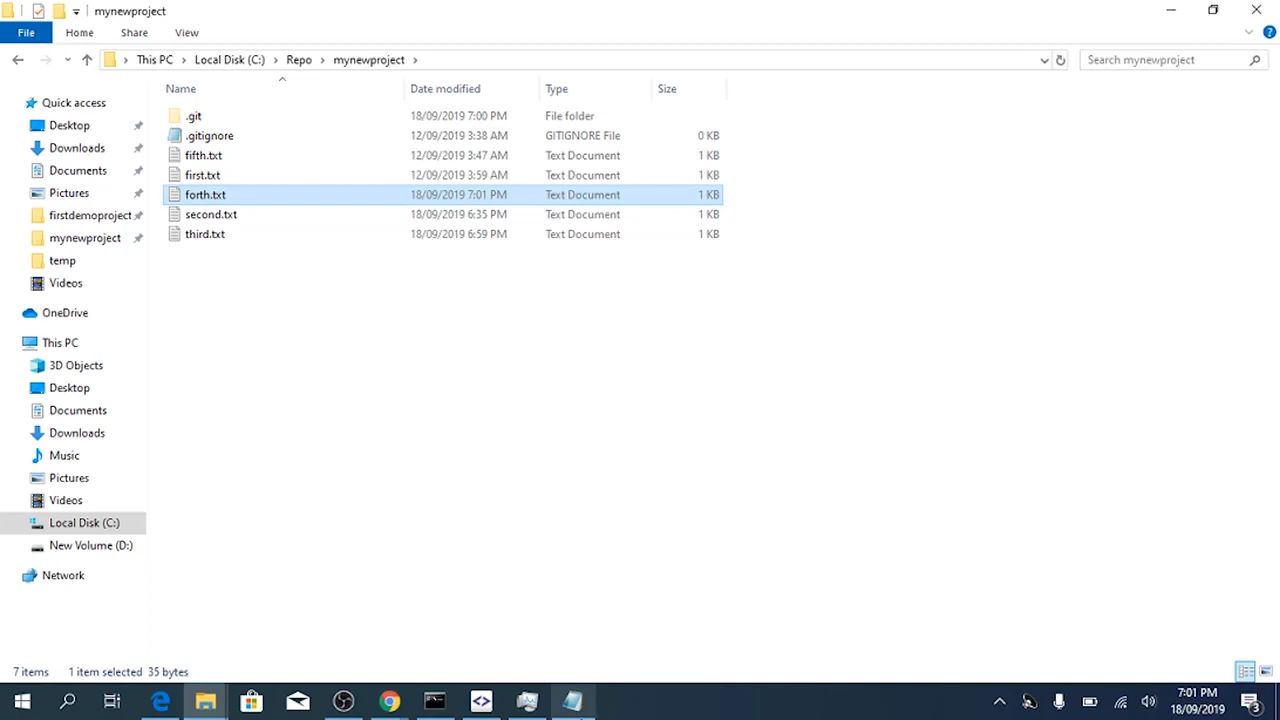 mynewproject
File Home Share View
This PC Local Disk (C:) Repo mynewproject Search mynewproject
Name Date modified Type Size
.git 18/09/2019 7:00 PM File folder
.gitignore 12/09/2019 3:38 AM GITIGNORE File 0 KB
fifth.txt 12/09/2019 3:47 AM Text Document 1 KB
first.txt 12/09/2019 3:59 AM Text Document 1 KB
forth.txt 18/09/2019 7:01 PM Text Document 1 KB
second.txt 18/09/2019 6:35 PM Text Document 1 KB
third.txt 18/09/2019 6:59 PM Text Document 1 KB
Quick access
Desktop
Downloads
Documents
Pictures
firstdemoproject
mynewproject
temp
Videos
OneDrive
This PC
3D Objects
Desktop
Documents
Downloads
Music
Pictures
Videos
Local Disk (C:)
New Volume (D:)
Network
7 items 1 item selected 35 bytes
7:01 PM
18/09/2019
3